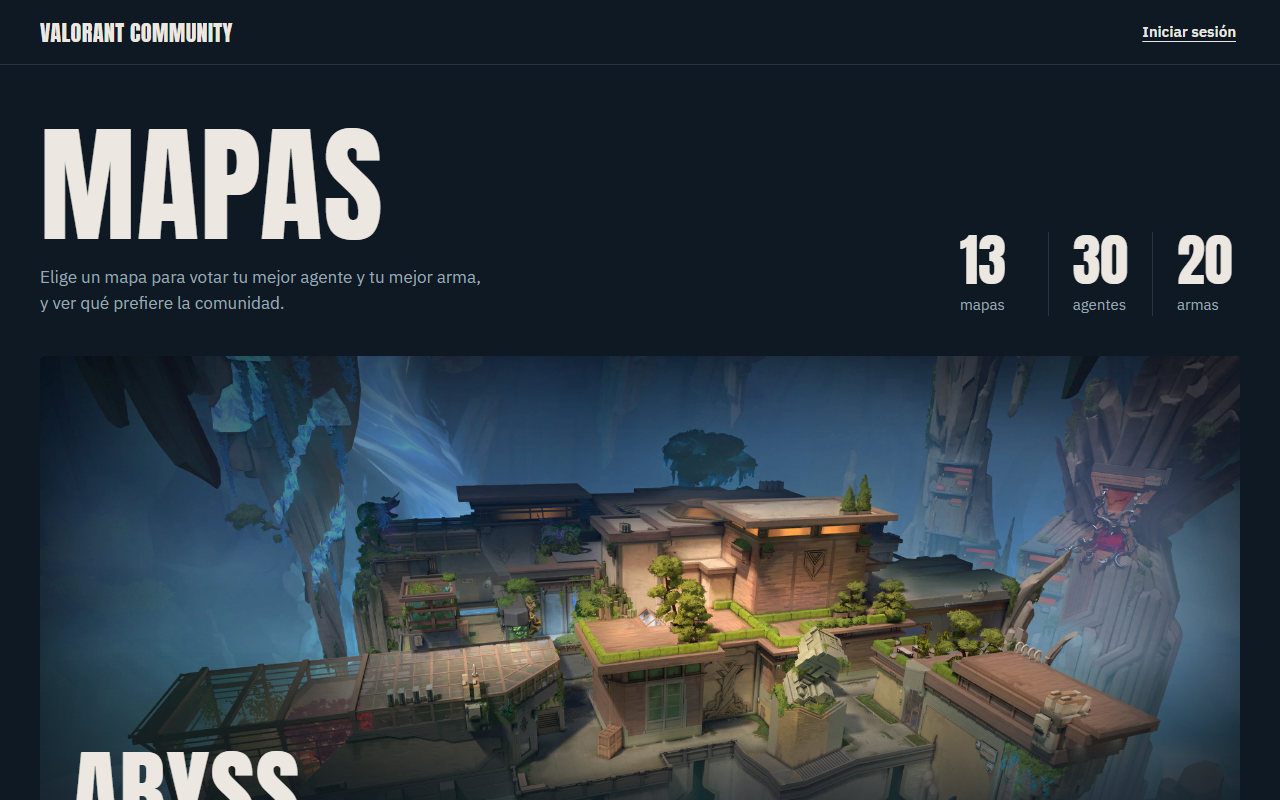 VALORANT COMMUNITY
Iniciar sesión
MAPAS
Elige un mapa para votar tu mejor agente y tu mejor arma,
y ver qué prefiere la comunidad.
13
mapas
30
agentes
20
armas
ABYSS